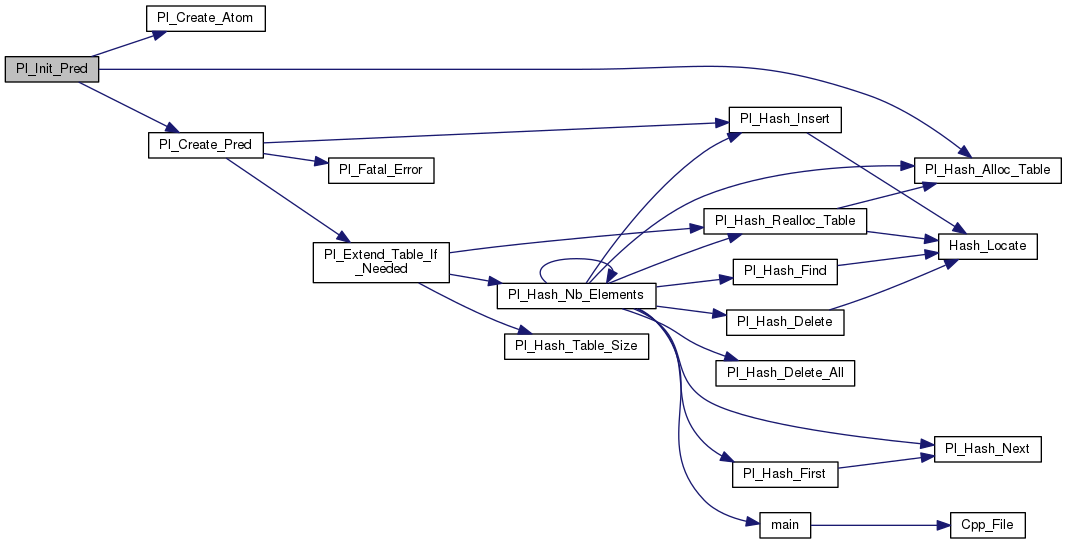 Pl_Create_Atom
Pl_Init_Pred
Pl_Hash_Insert
Pl_Create_Pred
Pl_Fatal_Error
Pl_Hash_Alloc_Table
Pl_Hash_Realloc_Table
Hash_Locate
Pl_Extend_Table_If
_Needed
Pl_Hash_Find
Pl_Hash_Nb_Elements
Pl_Hash_Delete
Pl_Hash_Table_Size
Pl_Hash_Delete_All
Pl_Hash_Next
Pl_Hash_First
main
Cpp_File